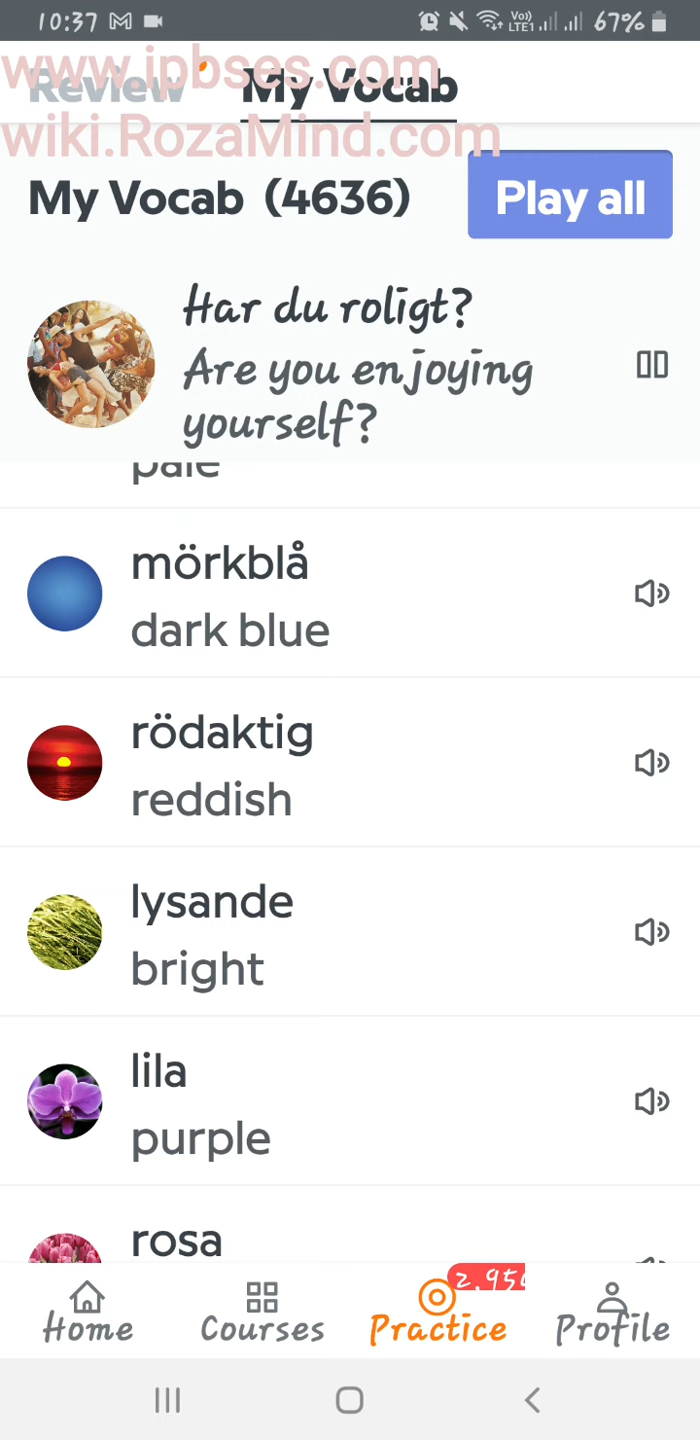 10:37 Vo)) LTE1 67%
www.ipbses.com
Review My Vocab
wiki.RozaMind.com
My Vocab (4636) Play all
Har du roligt?
Are you enjoying
yourself?
pale
mörkblå
dark blue
rödaktig
reddish
lysande
bright
lila
purple
rosa
Home Courses Practice Profile